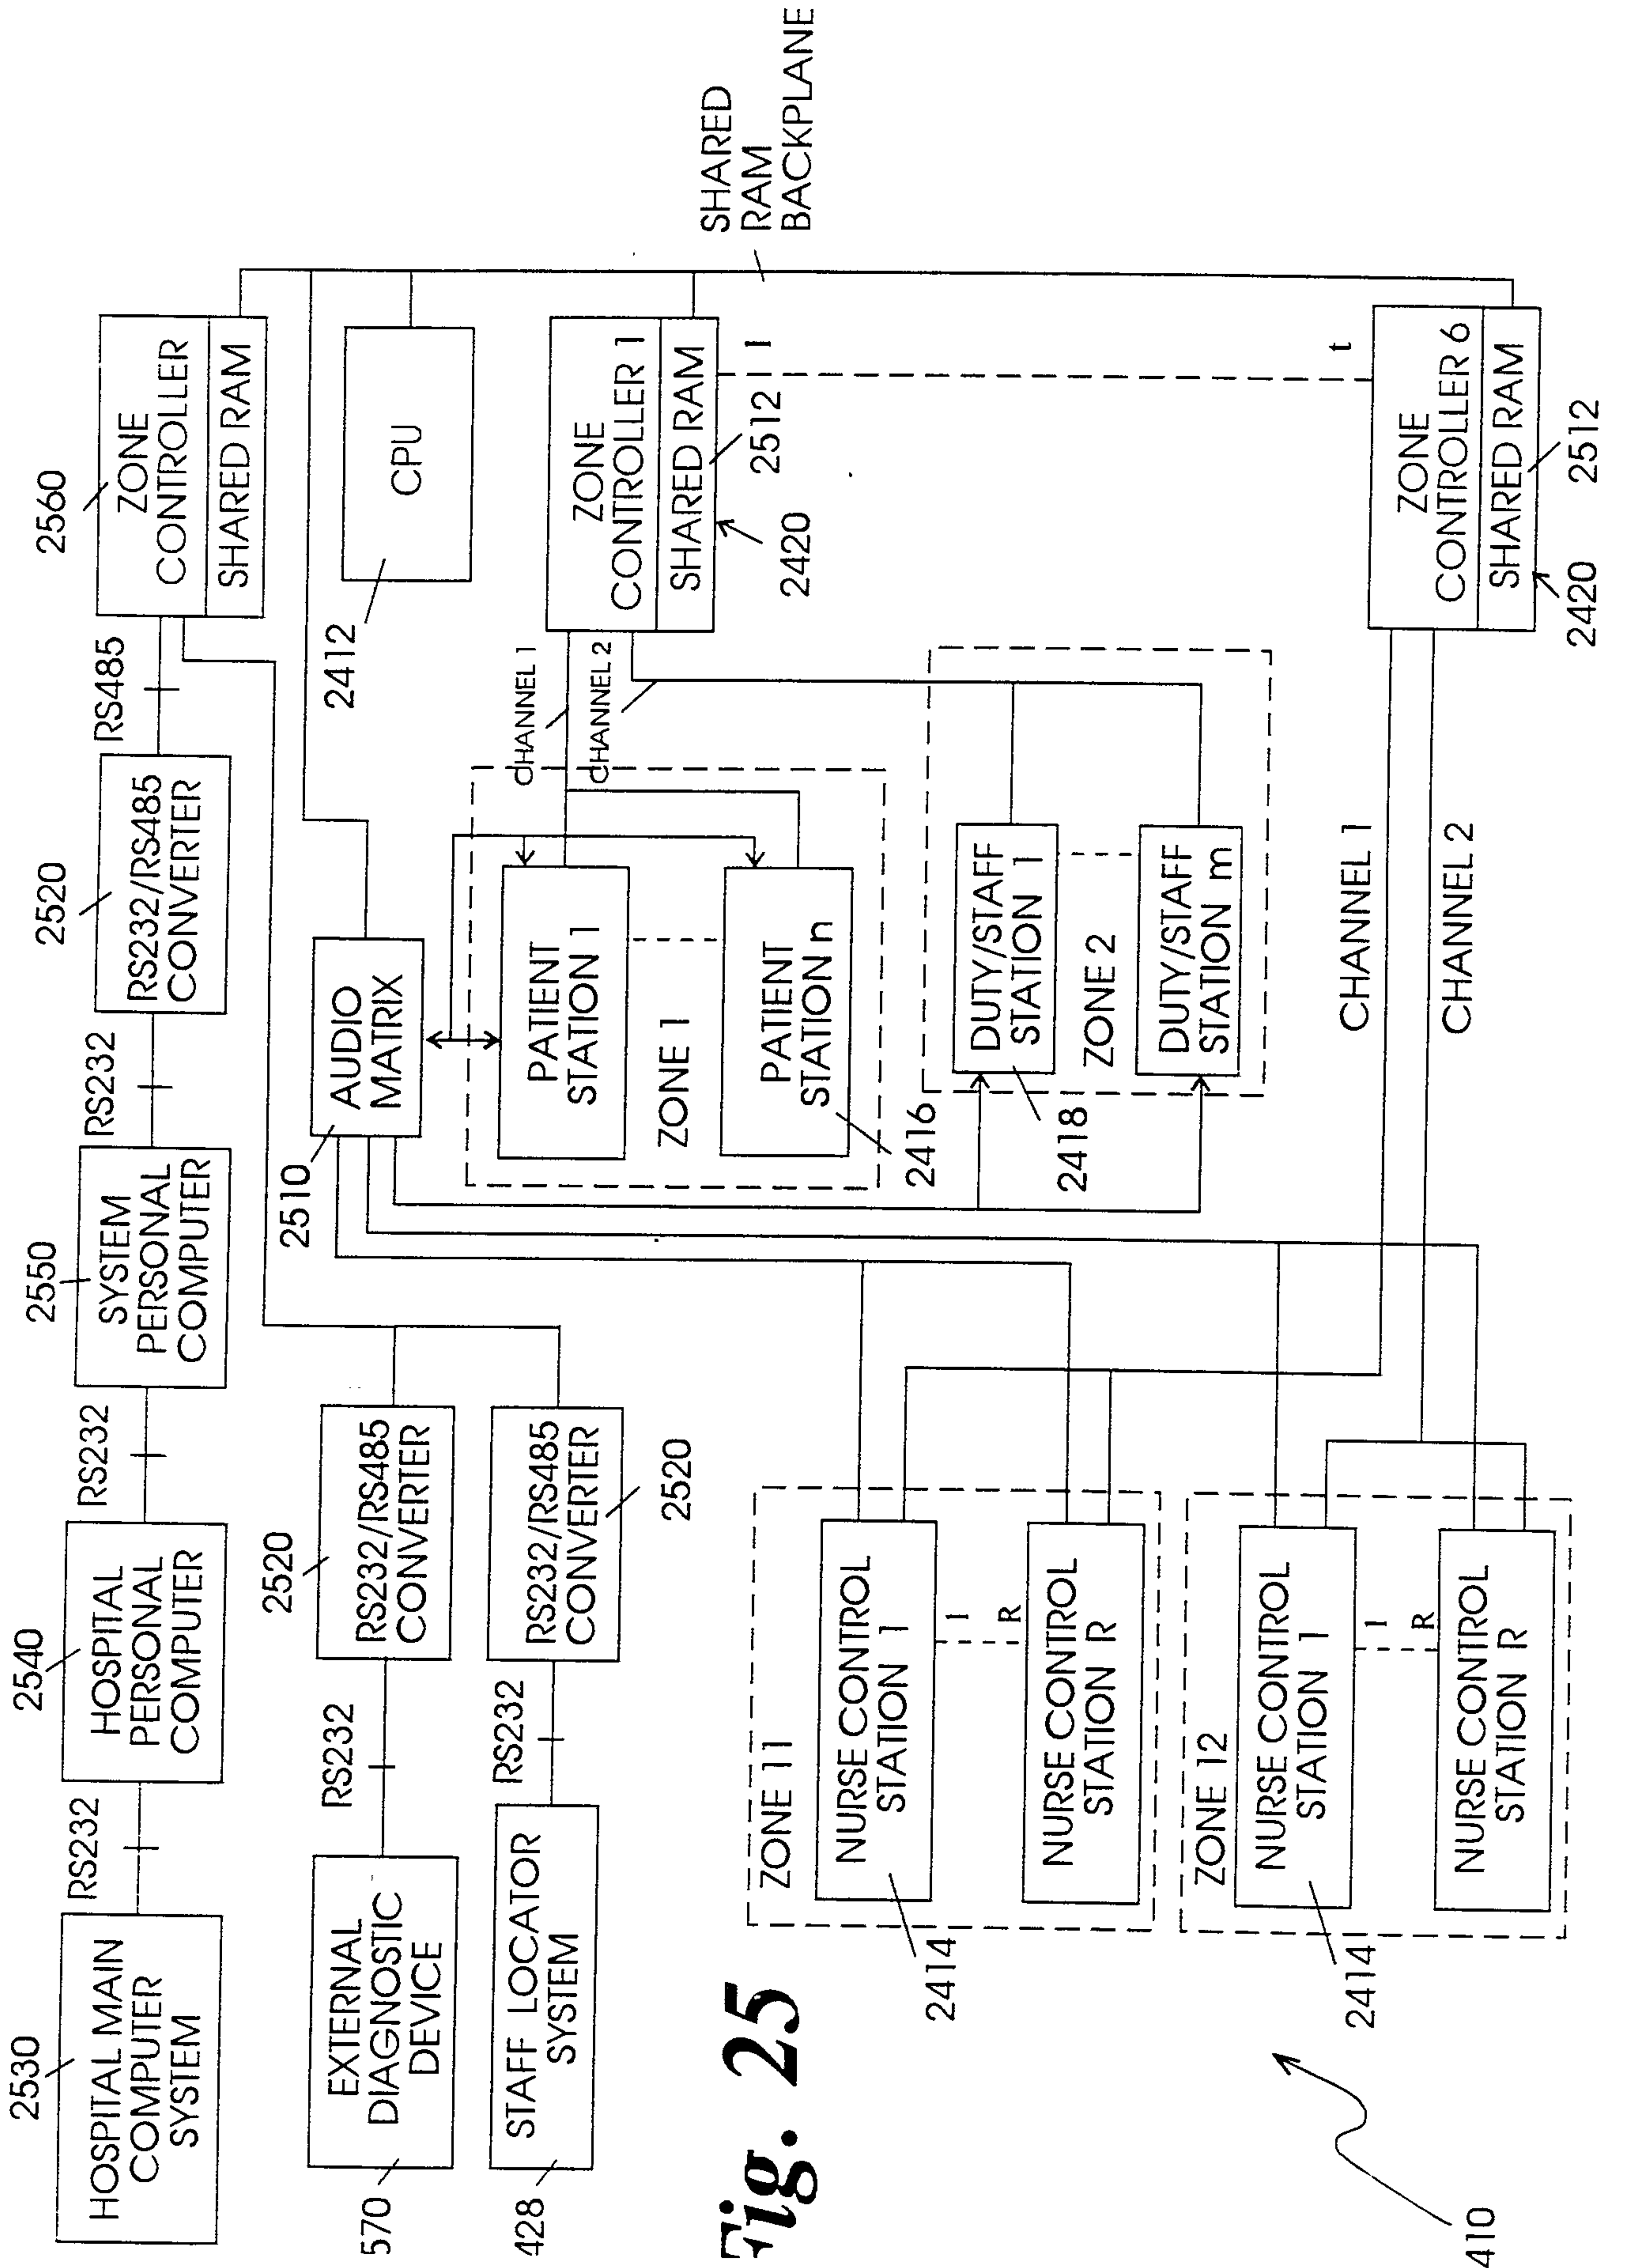 2530
HOSPITAL MAIN
COMPUTER
SYSTEM
RS232
2540
HOSPITAL
PERSONAL
COMPUTER
RS232
2550
SYSTEM
PERSONAL
COMPUTER
RS232
2520
RS232/RS485
CONVERTER
RS485
2560
ZONE
CONTROLLER
SHARED RAM
570
EXTERNAL
DIAGNOSTIC
DEVICE
RS232
2520
RS232/RS485
CONVERTER
428
STAFF LOCATOR
SYSTEM
RS232
RS232/RS485
CONVERTER
2520
2510
AUDIO
MATRIX
2412
CPU
SHARED
RAM
BACKPLANE
CHANNEL 1
CHANNEL 2
ZONE
CONTROLLER 1
SHARED RAM
1
2512
2420
PATIENT
STATION 1
ZONE 1
PATIENT
STATION n
2416
DUTY/STAFF
STATION 1
ZONE 2
DUTY/STAFF
STATION m
2418
t
ZONE
CONTROLLER 6
SHARED RAM
2512
2420
CHANNEL 1
CHANNEL 2
ZONE 11
NURSE CONTROL
STATION 1
1
R
NURSE CONTROL
STATION R
2414
ZONE 12
NURSE CONTROL
STATION 1
1
R
NURSE CONTROL
STATION R
2414
Fig. 25
410